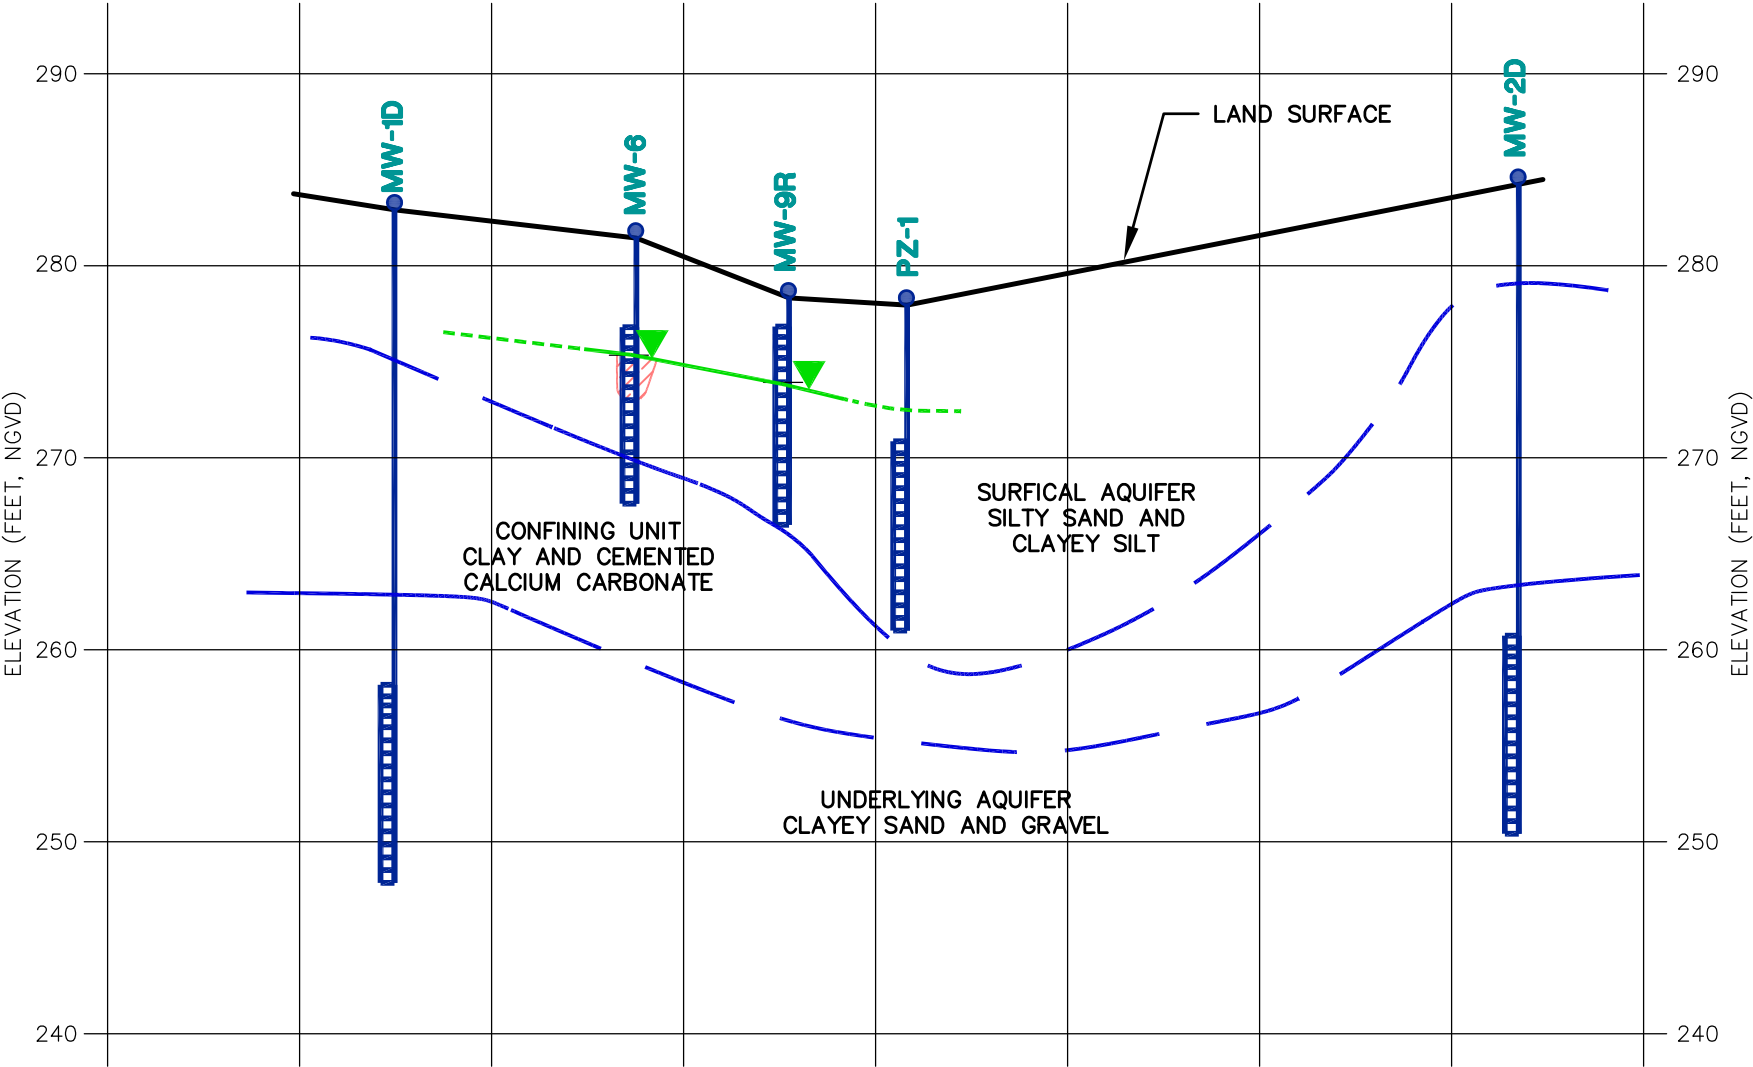 290
290
MW-1D
MW-6
MW-9R
PZ-1
LAND SURFACE
MW-2D
280
280
ELEVATION (FEET, NGVD)
ELEVATION (FEET, NGVD)
270
270
SURFICAL AQUIFER
SILTY SAND AND
CLAYEY SILT
CONFINING UNIT
CLAY AND CEMENTED
CALCIUM CARBONATE
260
260
UNDERLYING AQUIFER
CLAYEY SAND AND GRAVEL
250
250
240
240